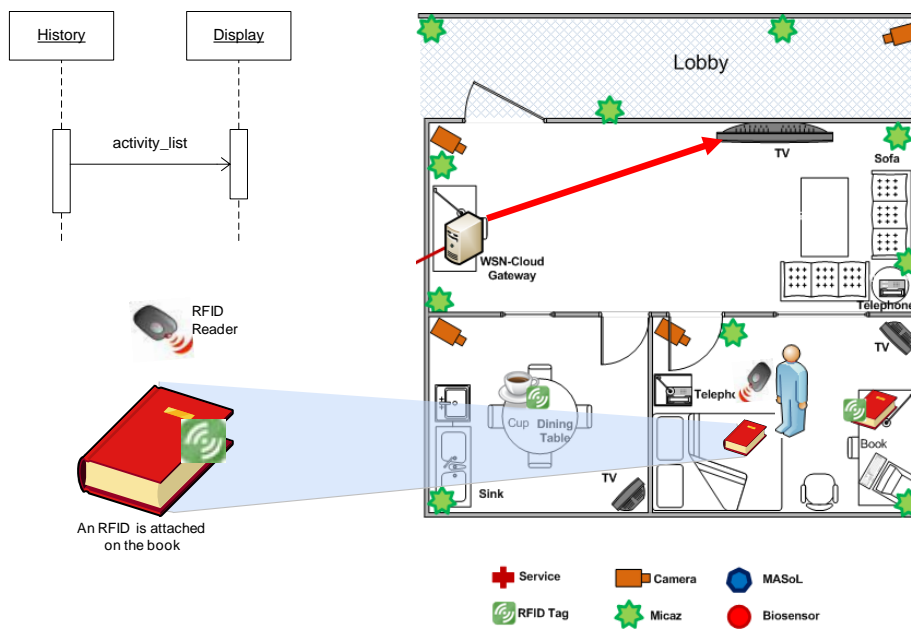 History
Display
activity_list
RFID
Reader
An RFID is attached
on the book
Lobby
TV
Sofa
WSN-Cloud
Gateway
Telephone
TV
Telepho
Cup
Dining
Table
Book
Sink
TV
Service
Camera
MASoL
RFID Tag
Micaz
Biosensor